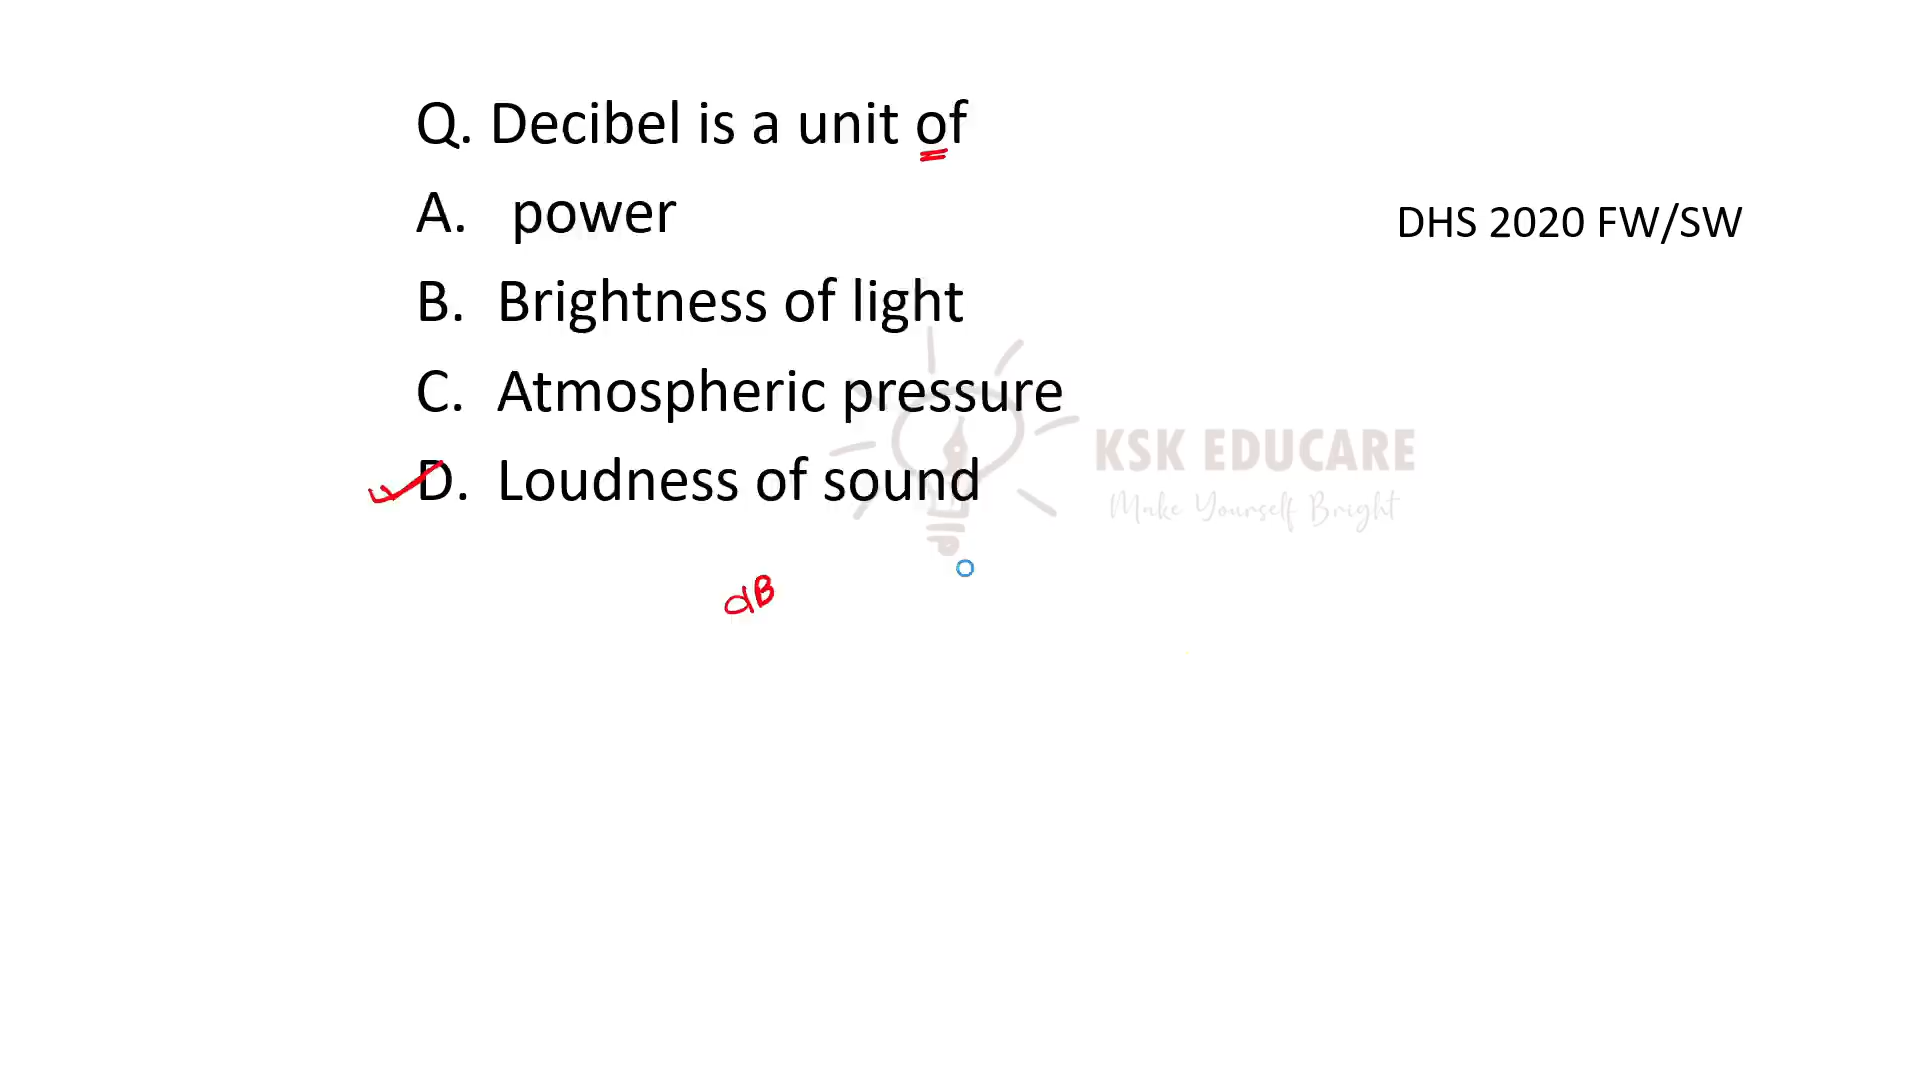 Q. Decibel is a unit of
A. power
DHS 2020 FW/SW
B. Brightness of light
C. Atmospheric pressure
KSK EDUCARE
Make Yourself Bright
D. Loudness of sound
dB